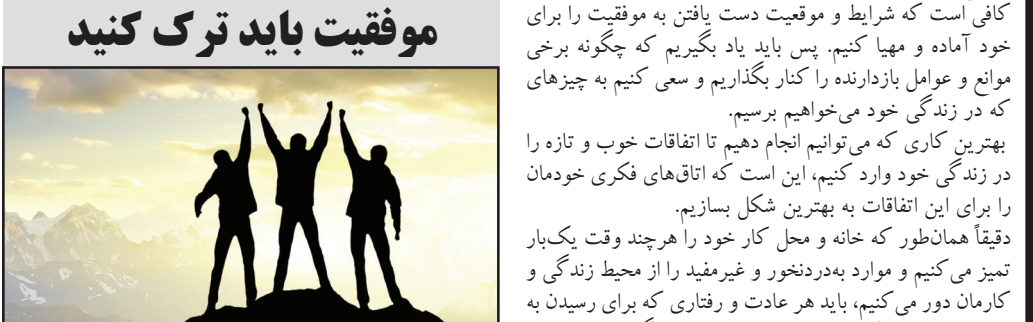 کافی است که شرایط و موقعیت دست یافتن به موفقیت را برای
خود آماده و مهیا کنیم. پس باید یاد بگیریم که چگونه برخی
موانع و عوامل بازدارنده را کنار بگذاریم و سعی کنیم به چیزهای
که در زندگی خود می‌خواهیم برسیم.
بهترین کاری که می‌توانیم انجام دهیم تا اتفاقات خوب و تازه را
در زندگی خود وارد کنیم، این است که اتاق‌های فکری خودمان
را برای این اتفاقات به بهترین شکل بسازیم.
دقیقاً همان‌طور که خانه و محل کار خود را هرچند وقت یک‌بار
تمیز می‌کنیم و موارد به‌دردنخور و غیرمفید را از محیط زندگی و
کارمان دور می‌کنیم، باید هر عادت و رفتاری که برای رسیدن به
موفقیت باید ترک کنید